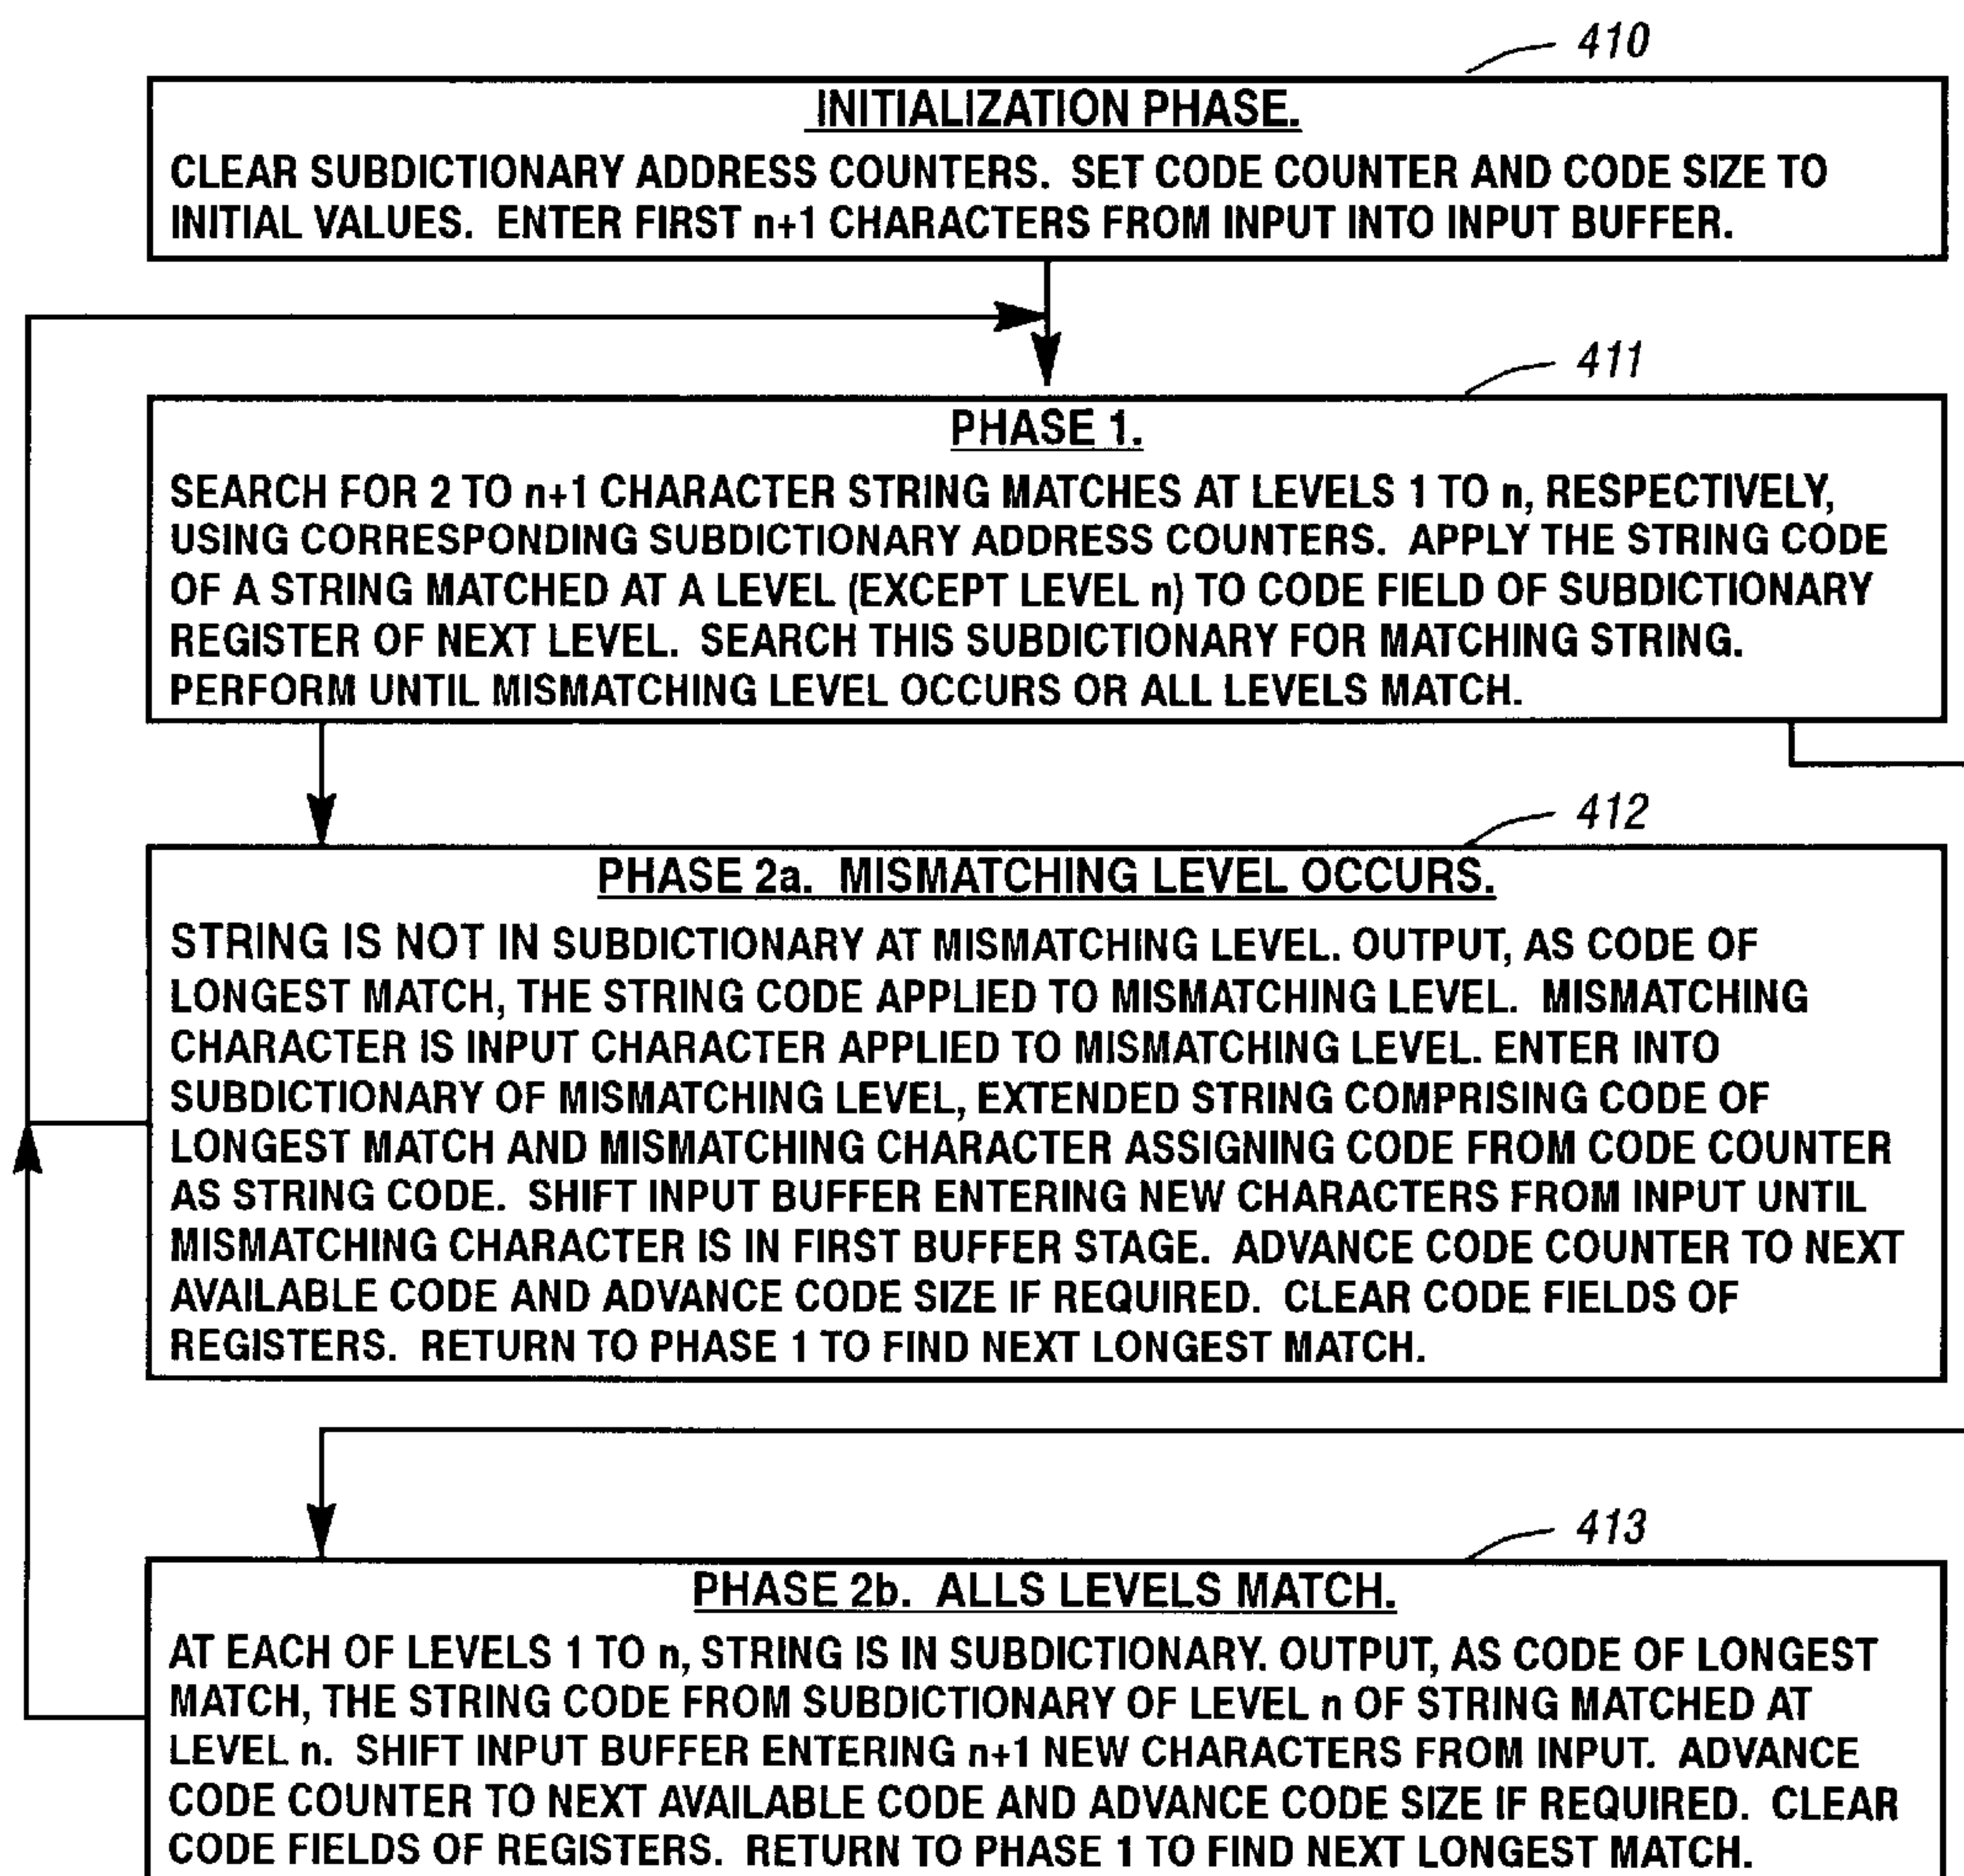 410
INITIALIZATION PHASE.
CLEAR SUBDICTIONARY ADDRESS COUNTERS. SET CODE COUNTER AND CODE SIZE TO
INITIAL VALUES. ENTER FIRST n+1 CHARACTERS FROM INPUT INTO INPUT BUFFER.
411
PHASE 1.
SEARCH FOR 2 TO n+1 CHARACTER STRING MATCHES AT LEVELS 1 TO n, RESPECTIVELY,
USING CORRESPONDING SUBDICTIONARY ADDRESS COUNTERS. APPLY THE STRING CODE
OF A STRING MATCHED AT A LEVEL (EXCEPT LEVEL n) TO CODE FIELD OF SUBDICTIONARY
REGISTER OF NEXT LEVEL. SEARCH THIS SUBDICTIONARY FOR MATCHING STRING.
PERFORM UNTIL MISMATCHING LEVEL OCCURS OR ALL LEVELS MATCH.
412
PHASE 2a. MISMATCHING LEVEL OCCURS.
STRING IS NOT IN SUBDICTIONARY AT MISMATCHING LEVEL. OUTPUT, AS CODE OF
LONGEST MATCH, THE STRING CODE APPLIED TO MISMATCHING LEVEL. MISMATCHING
CHARACTER IS INPUT CHARACTER APPLIED TO MISMATCHING LEVEL. ENTER INTO
SUBDICTIONARY OF MISMATCHING LEVEL, EXTENDED STRING COMPRISING CODE OF
LONGEST MATCH AND MISMATCHING CHARACTER ASSIGNING CODE FROM CODE COUNTER
AS STRING CODE. SHIFT INPUT BUFFER ENTERING NEW CHARACTERS FROM INPUT UNTIL
MISMATCHING CHARACTER IS IN FIRST BUFFER STAGE. ADVANCE CODE COUNTER TO NEXT
AVAILABLE CODE AND ADVANCE CODE SIZE IF REQUIRED. CLEAR CODE FIELDS OF
REGISTERS. RETURN TO PHASE 1 TO FIND NEXT LONGEST MATCH.
413
PHASE 2b. ALLS LEVELS MATCH.
AT EACH OF LEVELS 1 TO n, STRING IS IN SUBDICTIONARY. OUTPUT, AS CODE OF LONGEST
MATCH, THE STRING CODE FROM SUBDICTIONARY OF LEVEL n OF STRING MATCHED AT
LEVEL n. SHIFT INPUT BUFFER ENTERING n+1 NEW CHARACTERS FROM INPUT. ADVANCE
CODE COUNTER TO NEXT AVAILABLE CODE AND ADVANCE CODE SIZE IF REQUIRED. CLEAR
CODE FIELDS OF REGISTERS. RETURN TO PHASE 1 TO FIND NEXT LONGEST MATCH.